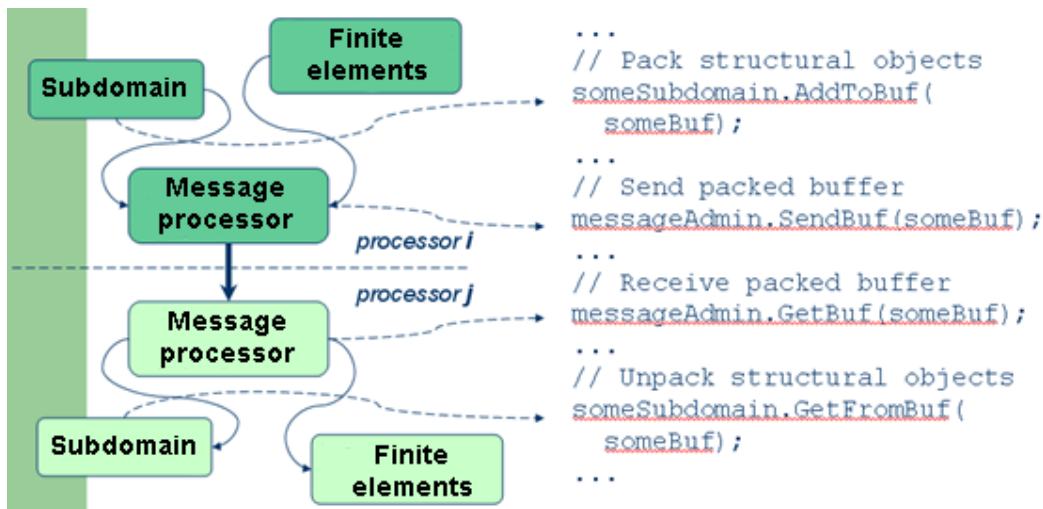 Finite
elements
Subdomain
Message
processor
processor i
processor j
Message
processor
Subdomain
Finite
elements
...
// Pack structural objects
someSubdomain.AddToBuf(
someBuf);
...
// Send packed buffer
messageAdmin.SendBuf(someBuf);
...
// Receive packed buffer
messageAdmin.GetBuf(someBuf);
...
// Unpack structural objects
someSubdomain.GetFromBuf(
someBuf);
...